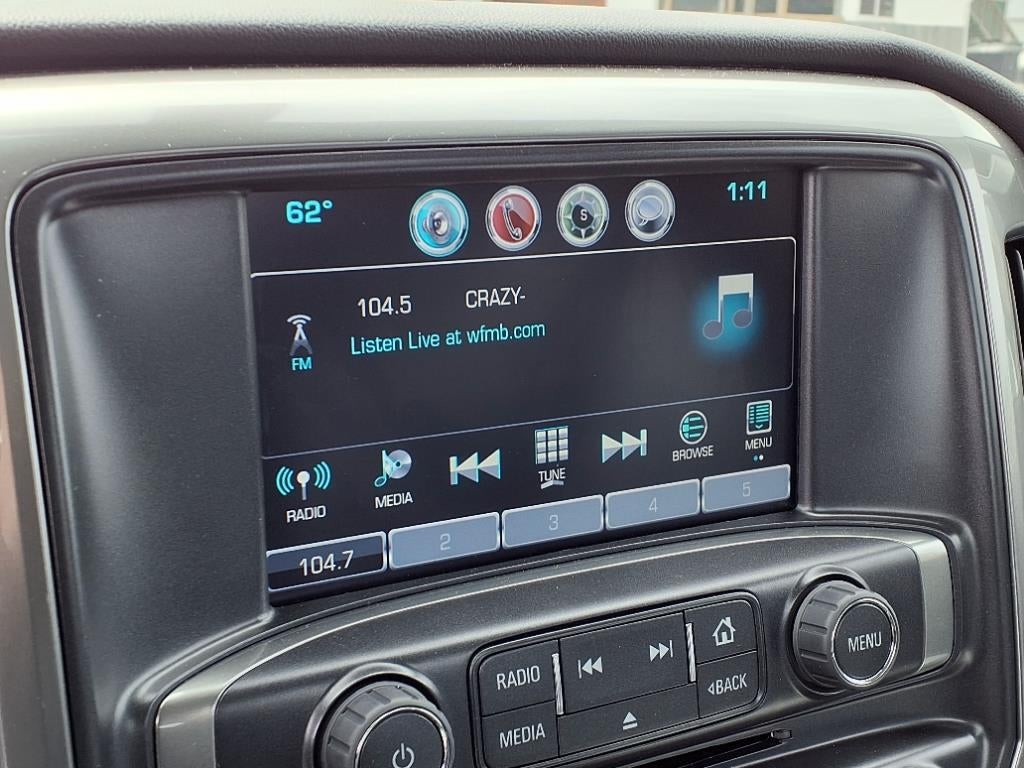 62° 1:11
S
104.5 CRAZY-
Listen Live at wfmb.com
FM
RADIO MEDIA TUNE BROWSE MENU
104.7 2 3 4 5
RADIO
MEDIA
BACK
MENU